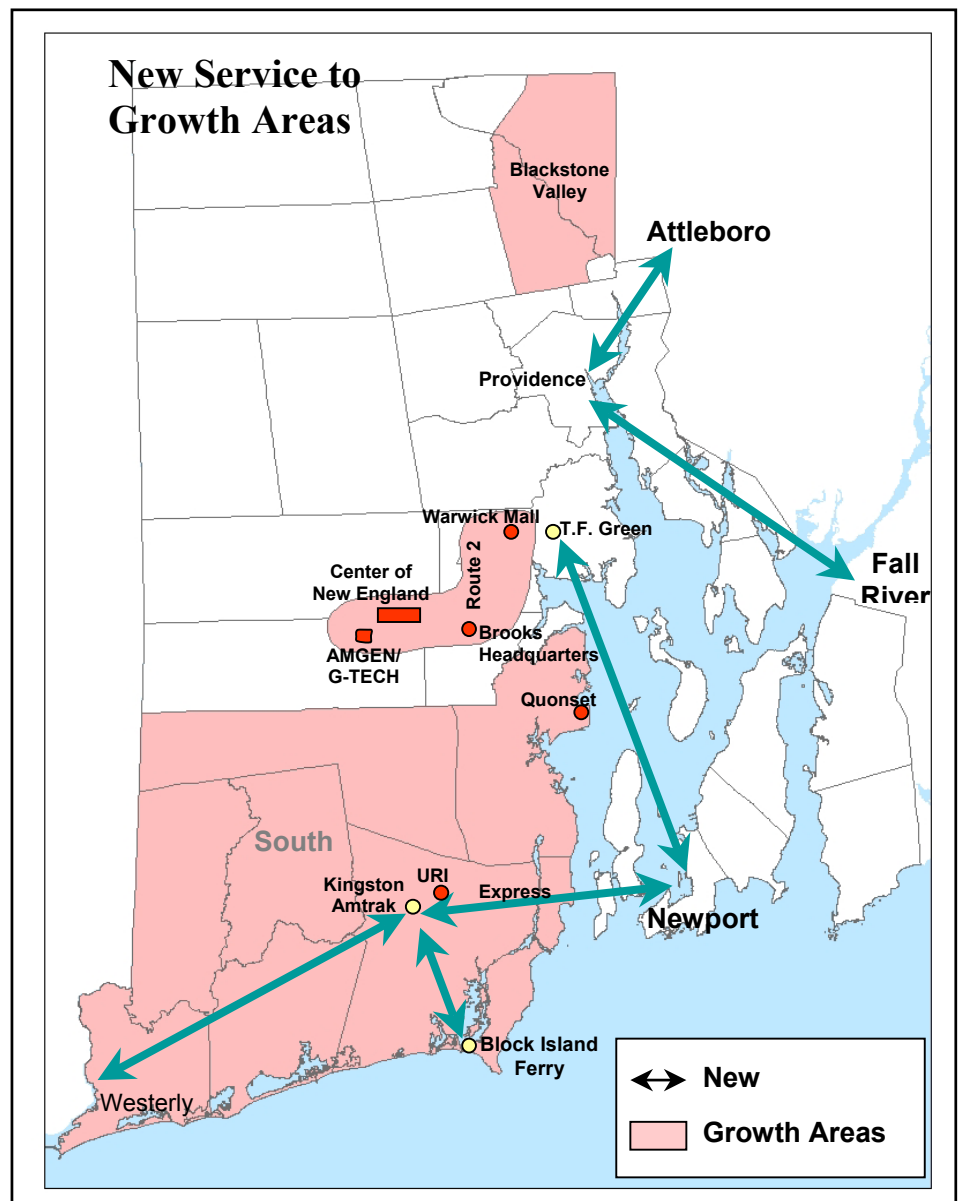 New Service to
Growth Areas
Blackstone
Valley
Attleboro
Providence
Warwick Mall
T.F. Green
Route 2
Center of
New England
Fall
River
AMGEN/
G-TECH
Brooks
Headquarters
Quonset
South
URI
Kingston
Amtrak
Express
Newport
Block Island
Ferry
Westerly
New
Growth Areas